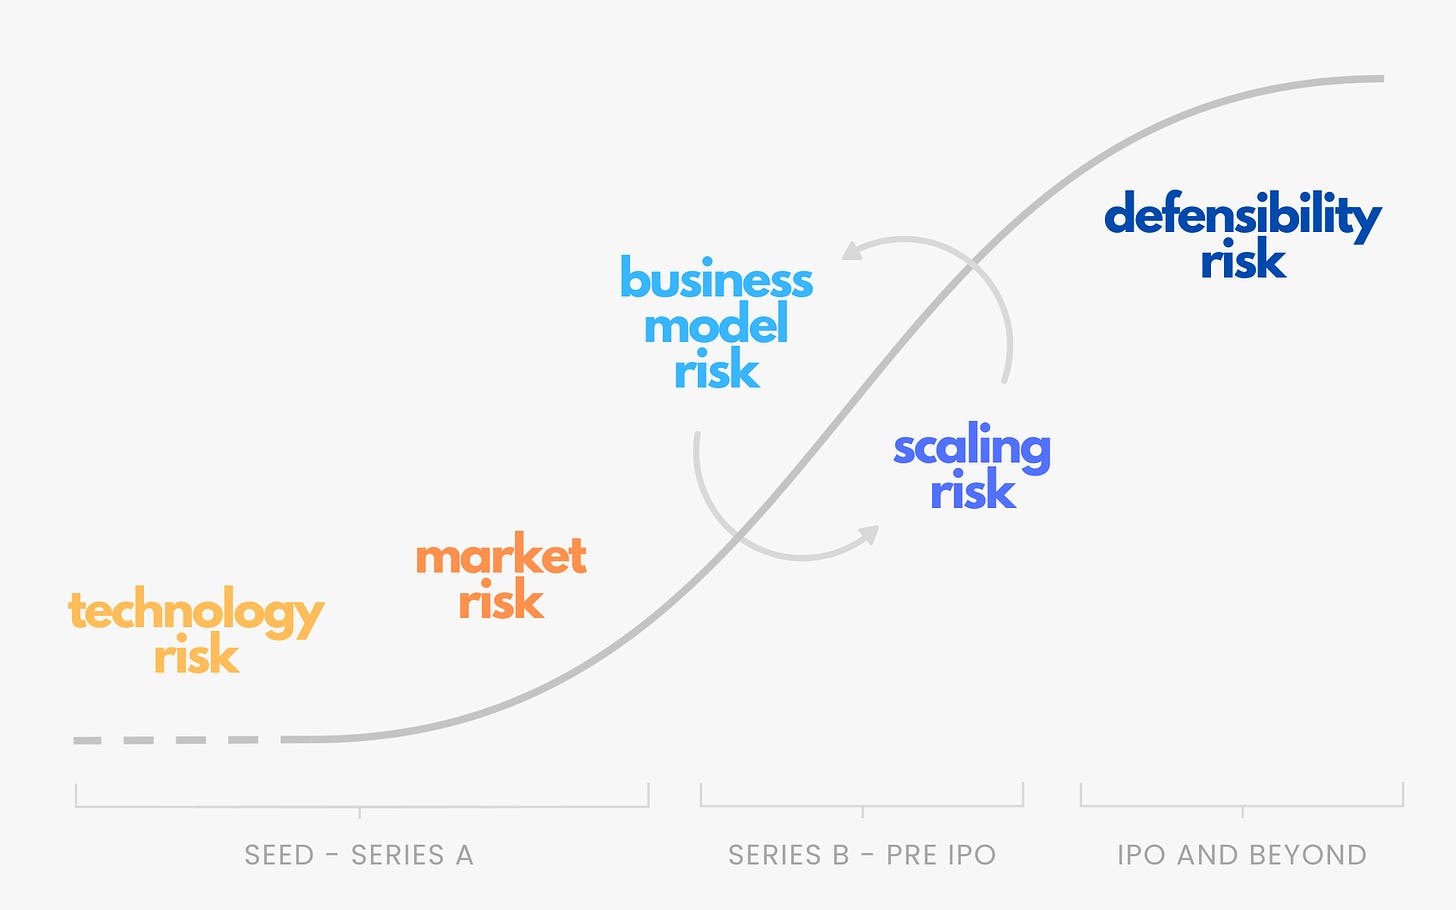 technology
risk
market
risk
business
model
risk
scaling
risk
defensibility
risk
SEED - SERIES A
SERIES B - PRE IPO
IPO AND BEYOND